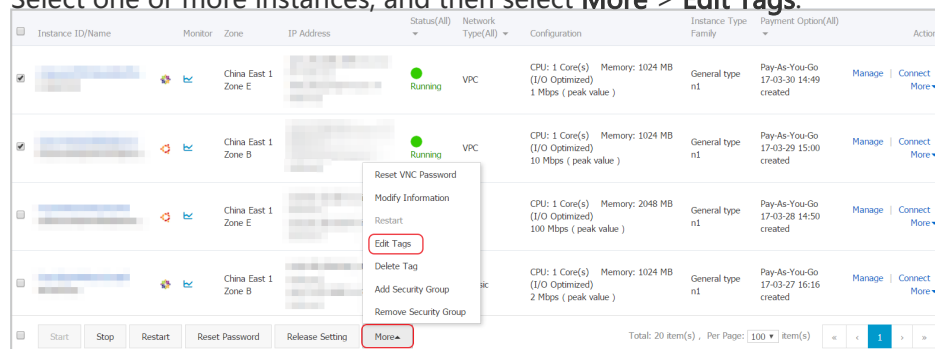 Select one or more instances, and then select More > Edit Tags.
Instance ID/Name Monitor Zone IP Address Status(All) Network Type(All) Configuration Instance Type Family Payment Option(All) Action
China East 1 Zone E Running VPC CPU: 1 Core(s) Memory: 1024 MB (I/O Optimized) 1 Mbps ( peak value ) General type n1 Pay-As-You-Go 17-03-30 14:49 created Manage | Connect More
China East 1 Zone B Running VPC CPU: 1 Core(s) Memory: 1024 MB (I/O Optimized) 10 Mbps ( peak value ) General type n1 Pay-As-You-Go 17-03-29 15:00 created Manage | Connect More
China East 1 Zone E CPU: 1 Core(s) Memory: 2048 MB (I/O Optimized) 100 Mbps ( peak value ) General type n1 Pay-As-You-Go 17-03-28 14:50 created Manage | Connect More
China East 1 Zone B CPU: 1 Core(s) Memory: 1024 MB (I/O Optimized) 2 Mbps ( peak value ) General type n1 Pay-As-You-Go 17-03-27 16:16 created Manage | Connect More
Reset VNC Password
Modify Information
Restart
Edit Tags
Delete Tag
Add Security Group
Remove Security Group
Start Stop Restart Reset Password Release Setting More Total: 20 item(s) , Per Page: 100 item(s) « ‹ 1 › »